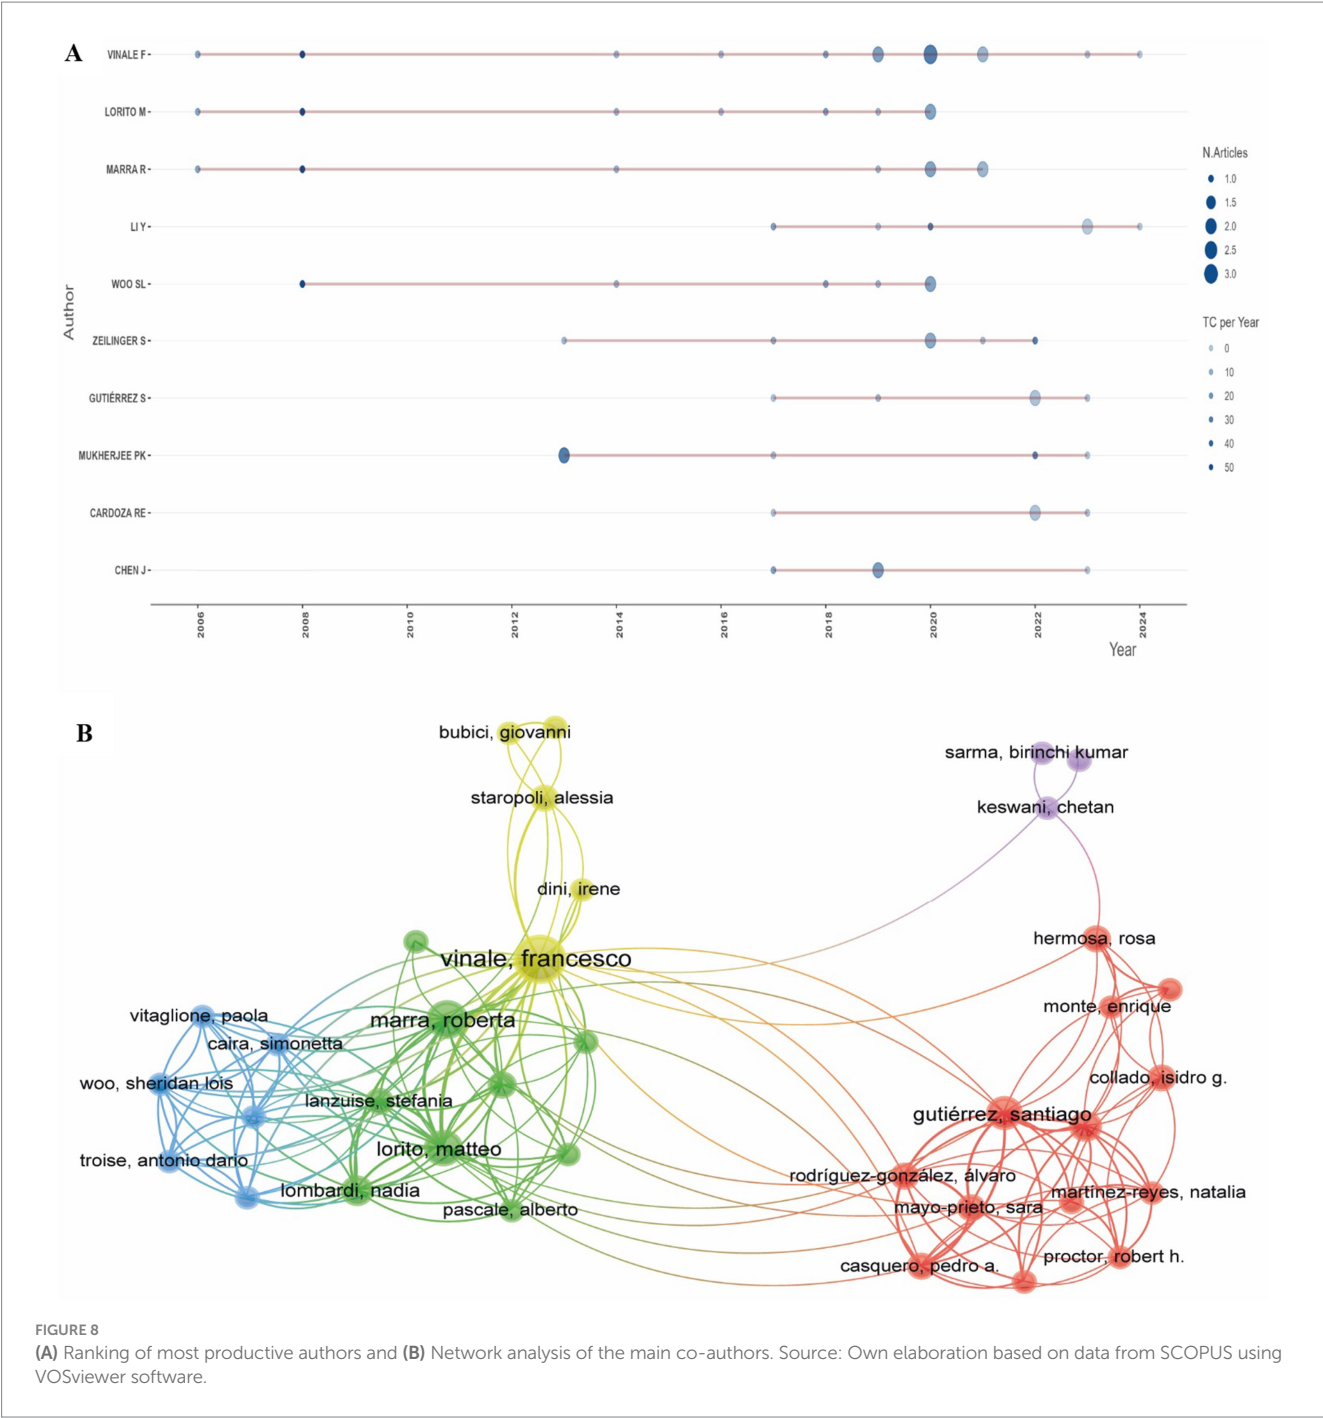 A
VINALE F
LORITO M
MARRA R
LI Y
WOO SL
ZEILINGER S
GUTIÉRREZ S
MUKHERJEE PK
CARDOZA RE
CHEN J
Author
2006
2008
2010
2012
2014
2016
2018
2020
2022
2024
Year
N.Articles
1.0
1.5
2.0
2.5
3.0
TC per Year
0
10
20
30
40
50
B
bubici, giovanni
staropoli, alessia
dini, irene
vinale, francesco
marra, roberta
vitaglione, paola
caira, simonetta
woo, sheridan lois
lanzuise, stefania
lorito, matteo
troise, antonio dario
lombardi, nadia
pascale, alberto
sarma, birinchi kumar
keswani, chetan
hermosa, rosa
monte, enrique
collado, isidro g.
gutiérrez, santiago
rodríguez-gonzález, álvaro
martínez-reyes, natalia
mayo-prieto, sara
proctor, robert h.
casquero, pedro a.
FIGURE 8
(A) Ranking of most productive authors and (B) Network analysis of the main co-authors. Source: Own elaboration based on data from SCOPUS using
VOSviewer software.